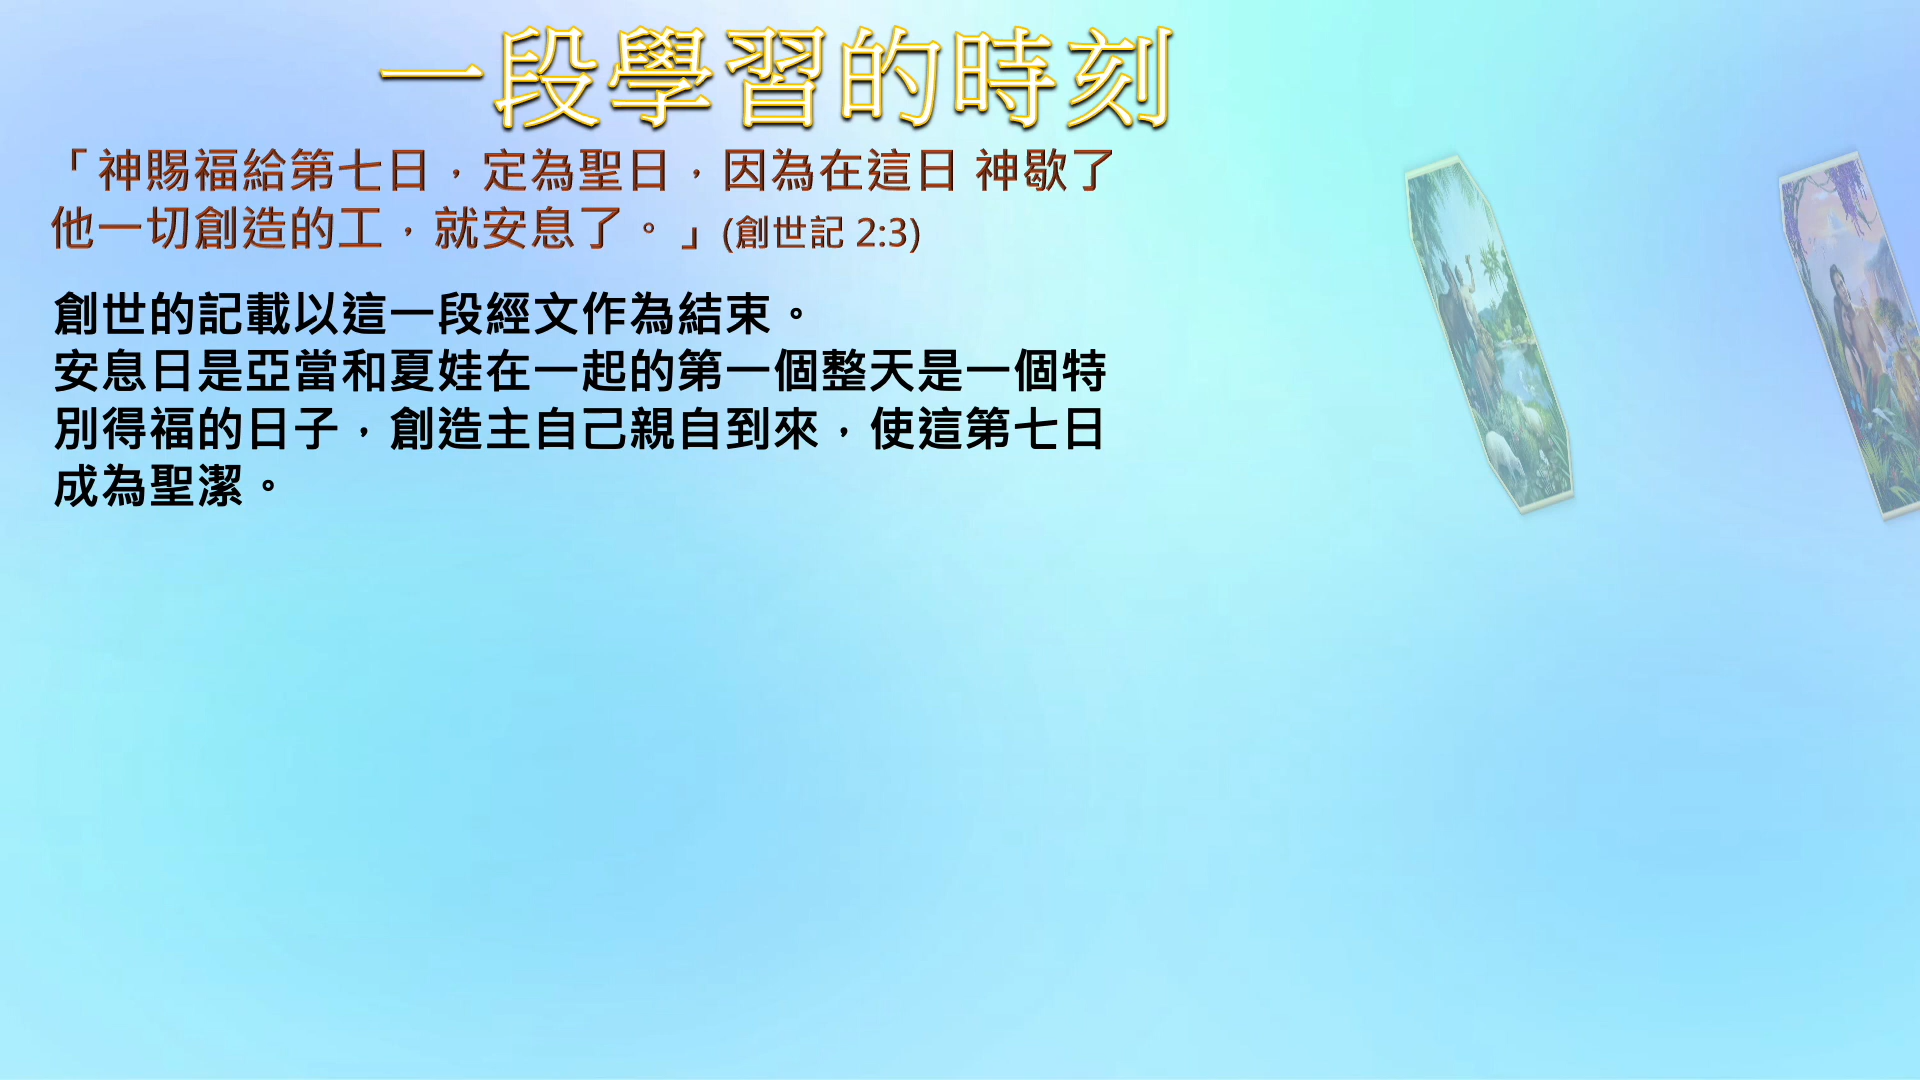 一段學習的時刻
「神賜福給第七日，定為聖日，因為在這日 神歇了
他一切創造的工，就安息了。」(創世記 2:3)
創世的記載以這一段經文作為結束。
安息日是亞當和夏娃在一起的第一個整天是一個特
別得福的日子，創造主自己親自到來，使這第七日
成為聖潔。